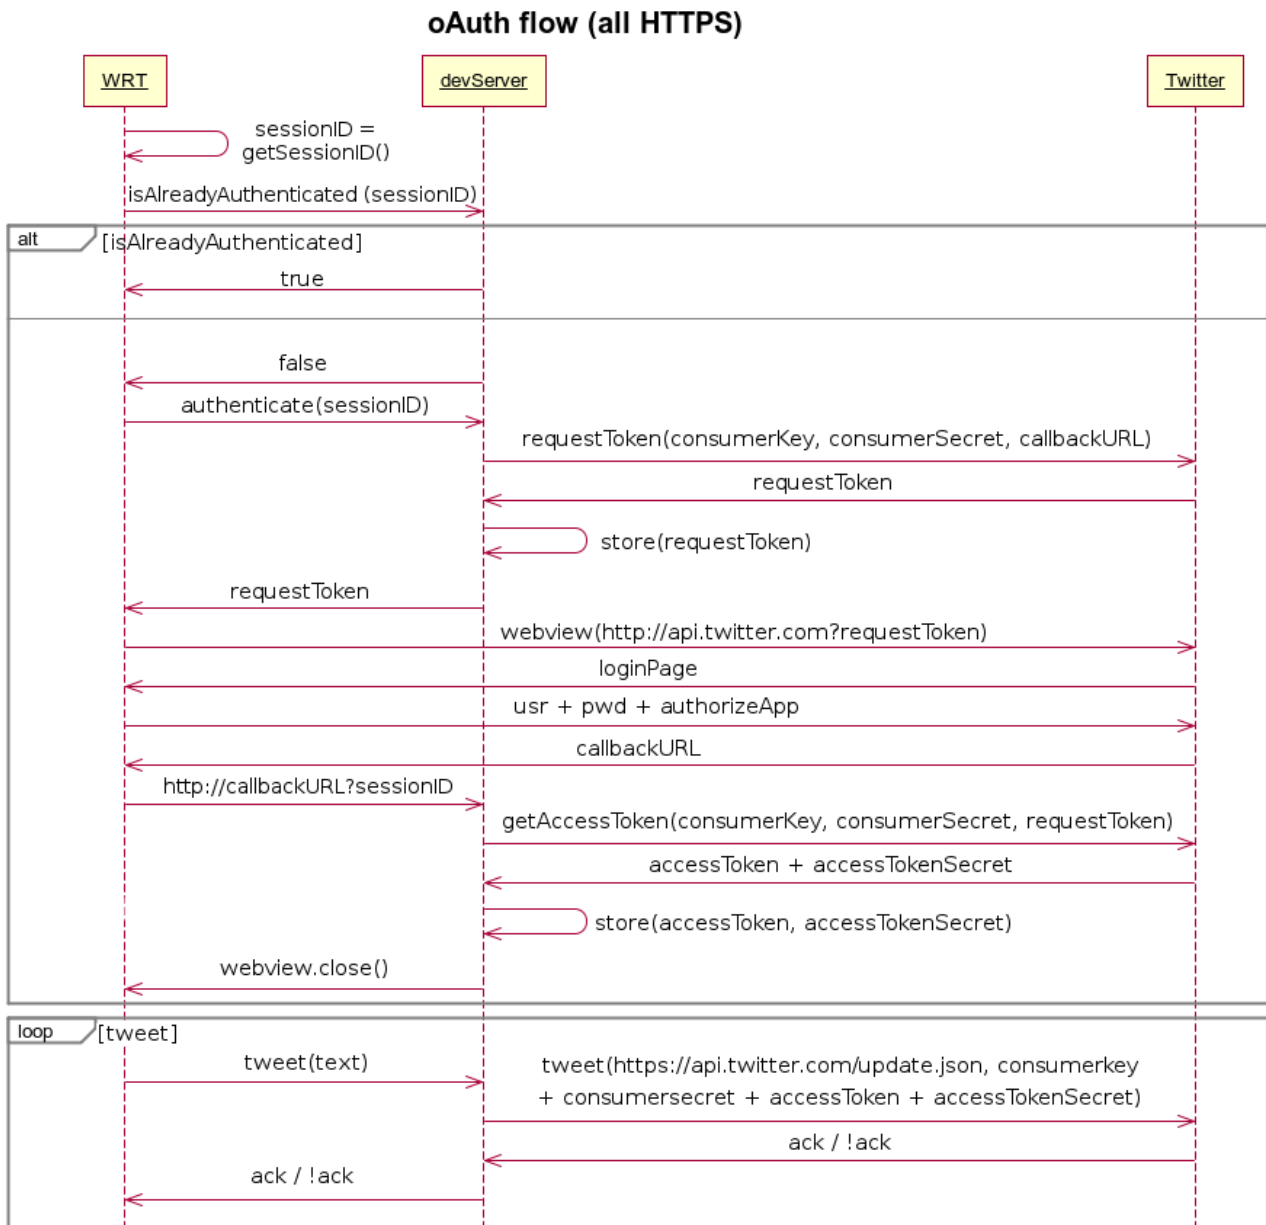 oAuth flow (all HTTPS)
WRT
devServer
Twitter
sessionID =
getSessionID()
isAlreadyAuthenticated (sessionID)
alt
[isAlreadyAuthenticated]
true
false
authenticate(sessionID)
requestToken(consumerKey, consumerSecret, callbackURL)
requestToken
store(requestToken)
requestToken
webview(http://api.twitter.com?requestToken)
loginPage
usr + pwd + authorizeApp
callbackURL
http://callbackURL?sessionID
getAccessToken(consumerKey, consumerSecret, requestToken)
accessToken + accessTokenSecret
store(accessToken, accessTokenSecret)
webview.close()
loop
[tweet]
tweet(text)
tweet(https://api.twitter.com/update.json, consumerkey
+ consumersecret + accessToken + accessTokenSecret)
ack / !ack
ack / !ack